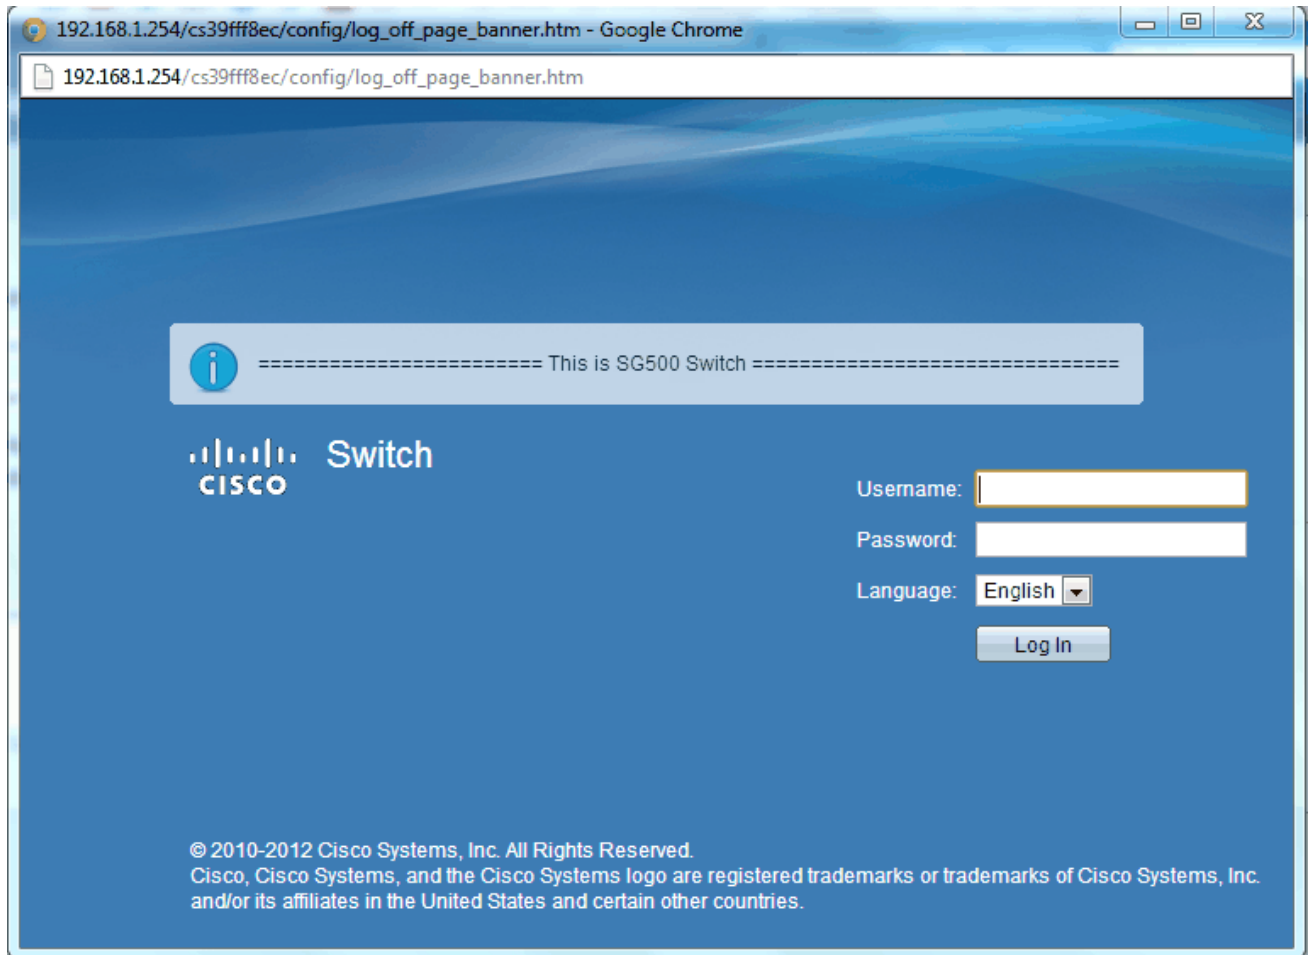 192.168.1.254/cs39fff8ec/config/log_off_page_banner.htm - Google Chrome
192.168.1.254/cs39fff8ec/config/log_off_page_banner.htm
======================== This is SG500 Switch ===============================
CISCO
Switch
Username:
Password:
Language: English
Log In
© 2010-2012 Cisco Systems, Inc. All Rights Reserved.
Cisco, Cisco Systems, and the Cisco Systems logo are registered trademarks or trademarks of Cisco Systems, Inc.
and/or its affiliates in the United States and certain other countries.